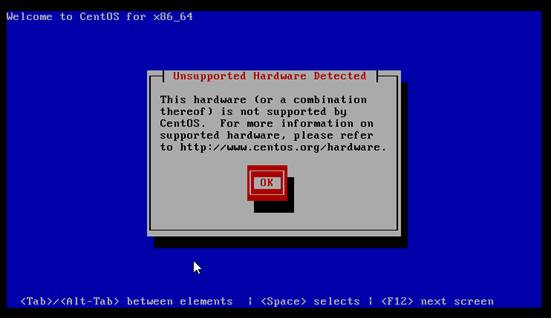 Welcome to CentOS for x86_64
Unsupported Hardware Detected
This hardware (or a combination
thereof) is not supported by
CentOS.  For more information on
supported hardware, please refer
to http://www.centos.org/hardware.
OK
<Tab>/<Alt-Tab> between elements  | <Space> selects | <F12> next screen